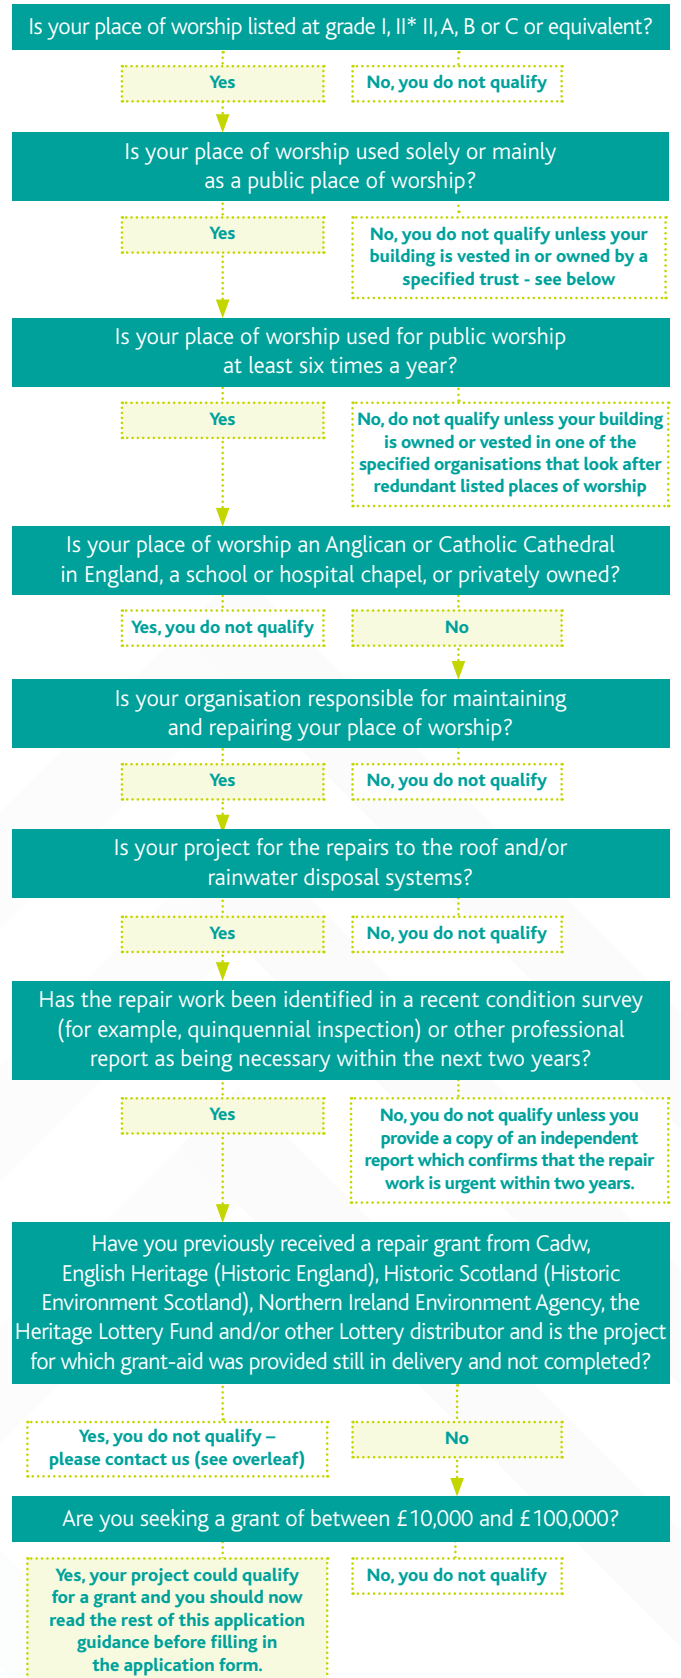 Is your place of worship listed at grade I, II* II, A, B or C or equivalent?
Yes
No, you do not qualify
Is your place of worship used solely or mainly
as a public place of worship?
Yes
No, you do not qualify unless your
building is vested in or owned by a
specified trust - see below
Is your place of worship used for public worship
at least six times a year?
Yes
No, do not qualify unless your building
is owned or vested in one of the
specified organisations that look after
redundant listed places of worship
Is your place of worship an Anglican or Catholic Cathedral
in England, a school or hospital chapel, or privately owned?
Yes, you do not qualify
No
Is your organisation responsible for maintaining
and repairing your place of worship?
Yes
No, you do not qualify
Is your project for the repairs to the roof and/or
rainwater disposal systems?
Yes
No, you do not qualify
Has the repair work been identified in a recent condition survey
(for example, quinquennial inspection) or other professional
report as being necessary within the next two years?
Yes
No, you do not qualify unless you
provide a copy of an independent
report which confirms that the repair
work is urgent within two years.
Have you previously received a repair grant from Cadw,
English Heritage (Historic England), Historic Scotland (Historic
Environment Scotland), Northern Ireland Environment Agency, the
Heritage Lottery Fund and/or other Lottery distributor and is the project
for which grant-aid was provided still in delivery and not completed?
Yes, you do not qualify –
please contact us (see overleaf)
No
Are you seeking a grant of between £10,000 and £100,000?
Yes, your project could qualify
for a grant and you should now
read the rest of this application
guidance before filling in
the application form.
No, you do not qualify